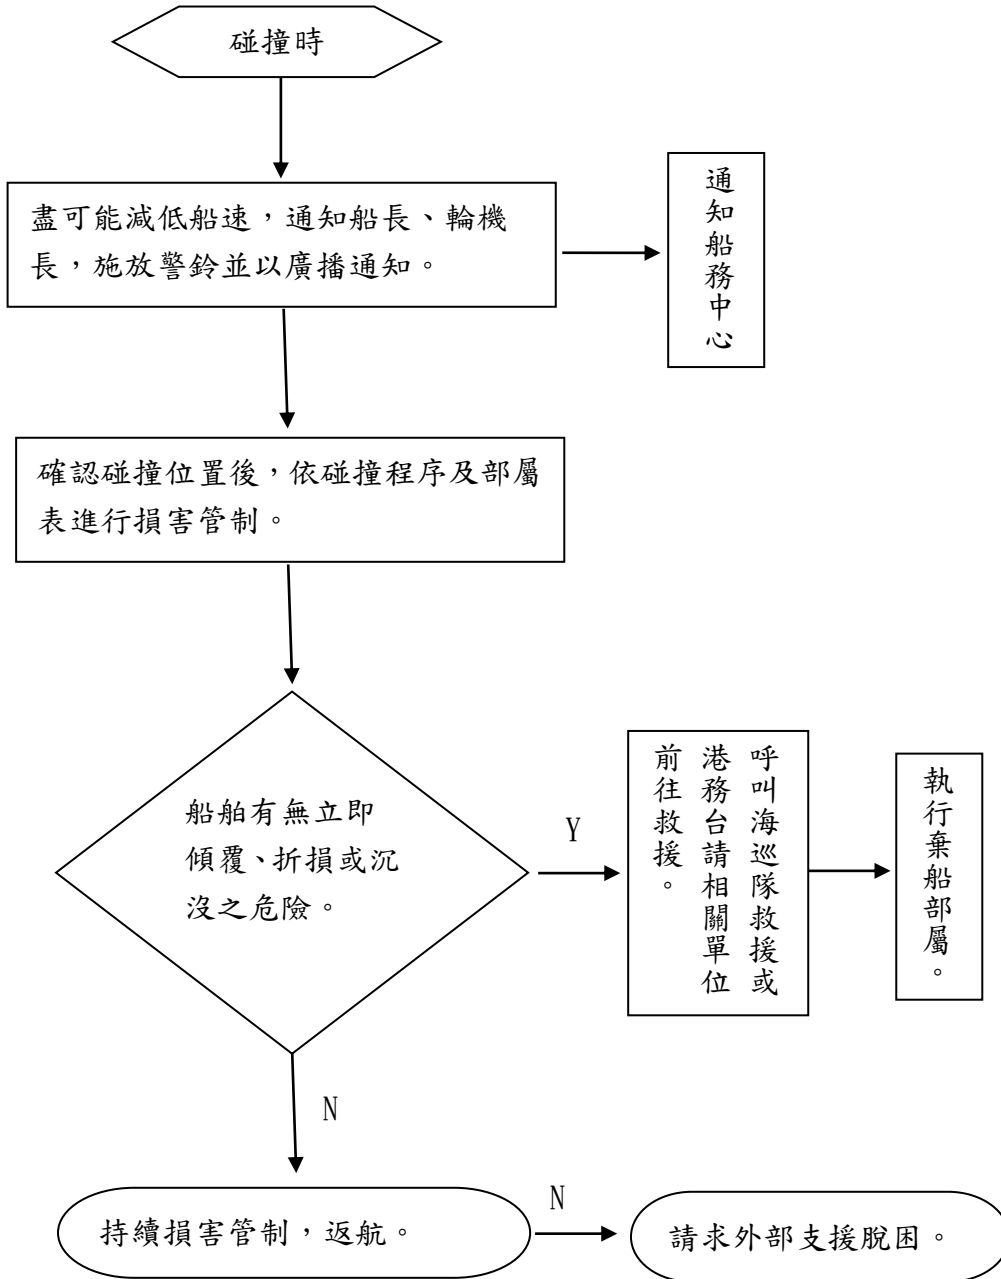 碰撞時
盡可能減低船速，通知船長、輪機
長，施放警鈴並以廣播通知。
通知船務中心
確認碰撞位置後，依碰撞程序及部屬
表進行損害管制。
船舶有無立即
傾覆、折損或沉
沒之危險。
Y
呼叫海巡隊救援或
港務台請相關單位
前往救援。
執行棄船部屬。
N
持續損害管制，返航。
N
請求外部支援脫困。